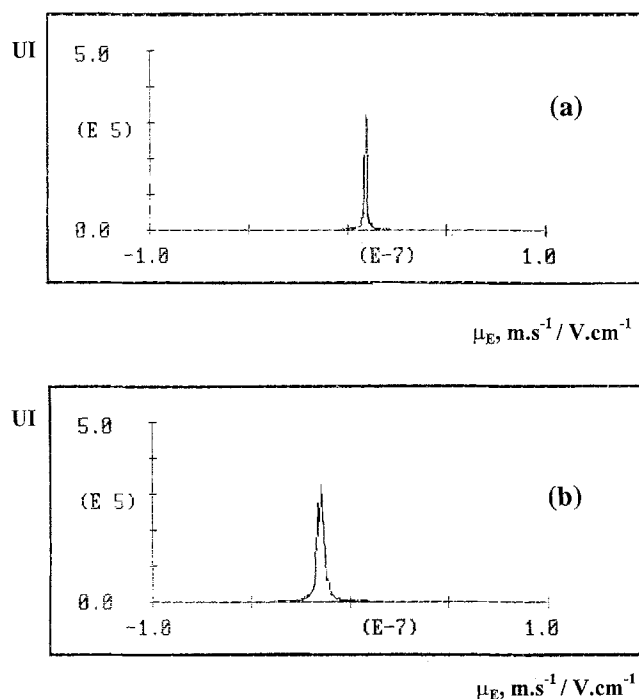 UI
5.0
(E 5)
(a)
0.0
-1.0 (E-7) 1.0
μE, m.s-1 / V.cm-1
UI
5.0
(E 5)
(b)
0.0
-1.0 (E-7) 1.0
μE, m.s-1 / V.cm-1